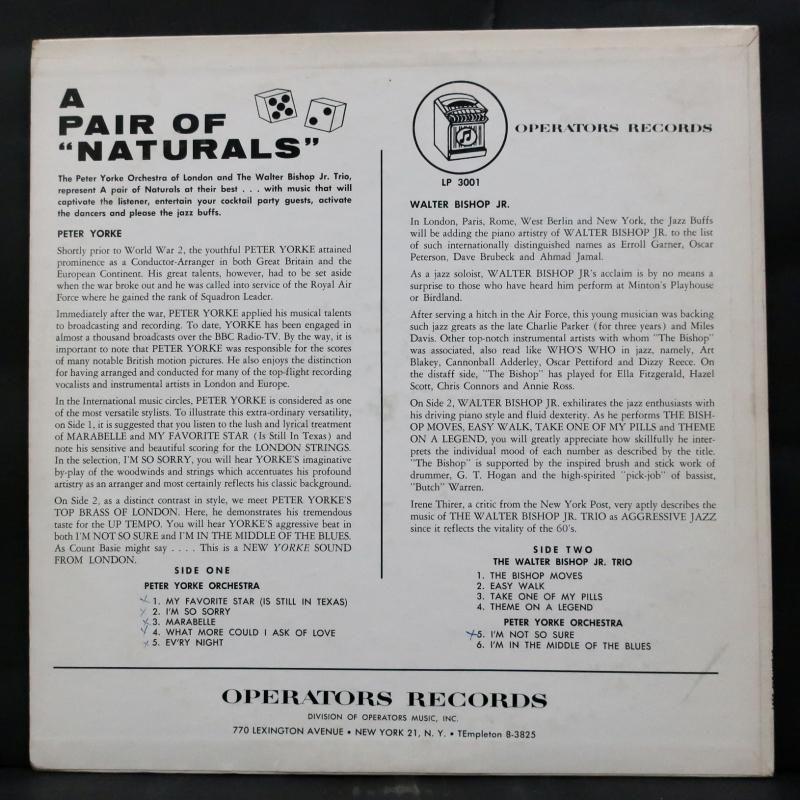 A
PAIR OF
"NATURALS"
The Peter Yorke Orchestra of London and The Walter Bishop Jr. Trio,
represent A pair of Naturals at their best . . . with music that will
captivate the listener, entertain your cocktail party guests, activate
the dancers and please the jazz buffs.
PETER YORKE
Shortly prior to World War 2, the youthful PETER YORKE attained
prominence as a Conductor-Arranger in both Great Britain and the
European Continent. His great talents, however, had to be set aside
when the war broke out and he was called into service of the Royal Air
Force where he gained the rank of Squadron Leader.
Immediately after the war, PETER YORKE applied his musical talents
to broadcasting and recording. To date, YORKE has been engaged in
almost a thousand broadcasts over the BBC Radio-TV. By the way, it is
important to note that PETER YORKE was responsible for the scores
of many notable British motion pictures. He also enjoys the distinction
for having arranged and conducted for many of the top-flight recording
vocalists and instrumental artists in London and Europe.
In the International music circles, PETER YORKE is considered as one
of the most versatile stylists. To illustrate this extra-ordinary versatility,
on Side 1, it is suggested that you listen to the lush and lyrical treatment
of MARABELLE and MY FAVORITE STAR (Is Still In Texas) and
note his sensitive and beautiful scoring for the LONDON STRINGS.
In the selection, I'M SO SORRY, you will hear YORKE'S imaginative
by-play of the woodwinds and strings which accentuates his profound
artistry as an arranger and most certainly reflects his classic background.
On Side 2, as a distinct contrast in style, we meet PETER YORKE'S
TOP BRASS OF LONDON. Here, he demonstrates his tremendous
taste for the UP TEMPO. You will hear YORKE'S aggressive beat in
both I'M NOT SO SURE and I'M IN THE MIDDLE OF THE BLUES.
As Count Basie might say . . . . This is a NEW YORKE SOUND
FROM LONDON.
SIDE ONE
PETER YORKE ORCHESTRA
1. MY FAVORITE STAR (IS STILL IN TEXAS)
2. I'M SO SORRY
3. MARABELLE
4. WHAT MORE COULD I ASK OF LOVE
5. EV'RY NIGHT
OPERATORS RECORDS
LP 3001
WALTER BISHOP JR.
In London, Paris, Rome, West Berlin and New York, the Jazz Buffs
will be adding the piano artistry of WALTER BISHOP JR. to the list
of such internationally distinguished names as Erroll Garner, Oscar
Peterson, Dave Brubeck and Ahmad Jamal.
As a jazz soloist, WALTER BISHOP JR's acclaim is by no means a
surprise to those who have heard him perform at Minton's Playhouse
or Birdland.
After serving a hitch in the Air Force, this young musician was backing
such jazz greats as the late Charlie Parker (for three years) and Miles
Davis. Other top-notch instrumental artists with whom "The Bishop"
was associated, also read like WHO'S WHO in jazz, namely, Art
Blakey, Cannonball Adderley, Oscar Pettiford and Dizzy Reece. On
the distaff side, "The Bishop" has played for Ella Fitzgerald, Hazel
Scott, Chris Connors and Annie Ross.
On Side 2, WALTER BISHOP JR. exhilirates the jazz enthusiasts with
his driving piano style and fluid dexterity. As he performs THE BISH-
OP MOVES, EASY WALK, TAKE ONE OF MY PILLS and THEME
ON A LEGEND, you will greatly appreciate how skillfully he inter-
prets the individual mood of each number as described by the title.
"The Bishop" is supported by the inspired brush and stick work of
drummer, G. T. Hogan and the high-spirited "pick-job" of bassist,
"Butch" Warren.
Irene Thirer, a critic from the New York Post, very aptly describes the
music of THE WALTER BISHOP JR. TRIO as AGGRESSIVE JAZZ
since it reflects the vitality of the 60's.
SIDE TWO
THE WALTER BISHOP JR. TRIO
1. THE BISHOP MOVES
2. EASY WALK
3. TAKE ONE OF MY PILLS
4. THEME ON A LEGEND
PETER YORKE ORCHESTRA
5. I'M NOT SO SURE
6. I'M IN THE MIDDLE OF THE BLUES
OPERATORS RECORDS
DIVISION OF OPERATORS MUSIC, INC.
770 LEXINGTON AVENUE • NEW YORK 21, N. Y. • TEmpleton 8-3825